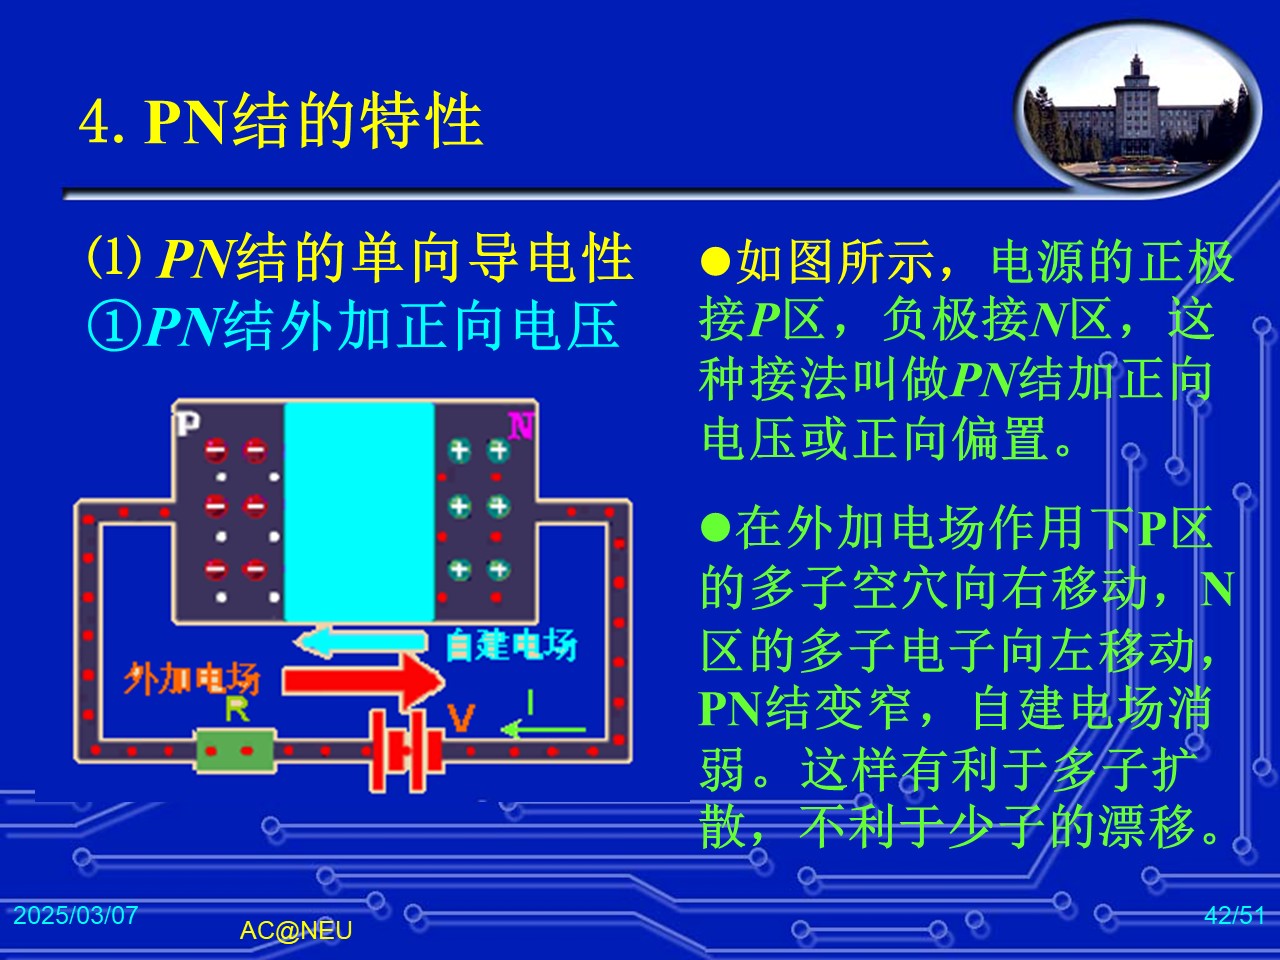 4. PN结的特性
⑴ PN结的单向导电性
①PN结外加正向电压
P
N
自建电场
外加电场
R
V
I
●如图所示，电源的正极
接P区，负极接N区，这
种接法叫做PN结加正向
电压或正向偏置。
●在外加电场作用下P区
的多子空穴向右移动，N
区的多子电子向左移动，
PN结变窄，自建电场消
弱。这样有利于多子扩
散，不利于少子的漂移。
2025/03/07
AC@NEU
42/51